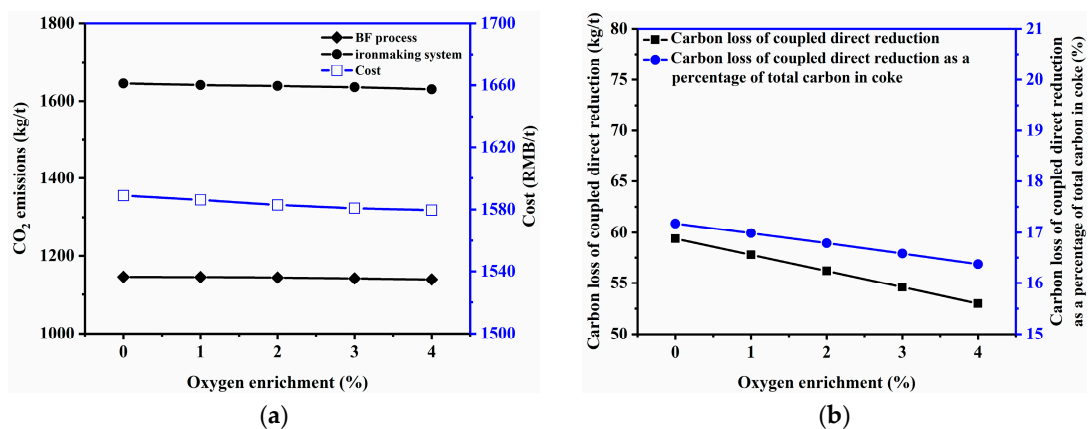 1800
1600
1400
1200
1000
CO2 emissions (kg/t)
BF process
ironmaking system
Cost
1700
1660
1620
1580
1540
1500
Cost (RMB/t)
0 1 2 3 4
Oxygen enrichment (%)
(a)
80
75
70
65
60
55
50
Carbon loss of coupled direct reduction (kg/t)
Carbon loss of coupled direct reduction
Carbon loss of coupled direct reduction as a
percentage of total carbon in coke
21
20
19
18
17
16
15
Carbon loss of coupled direct reduction
as a percentage of total carbon in coke (%)
0 1 2 3 4
Oxygen enrichment (%)
(b)